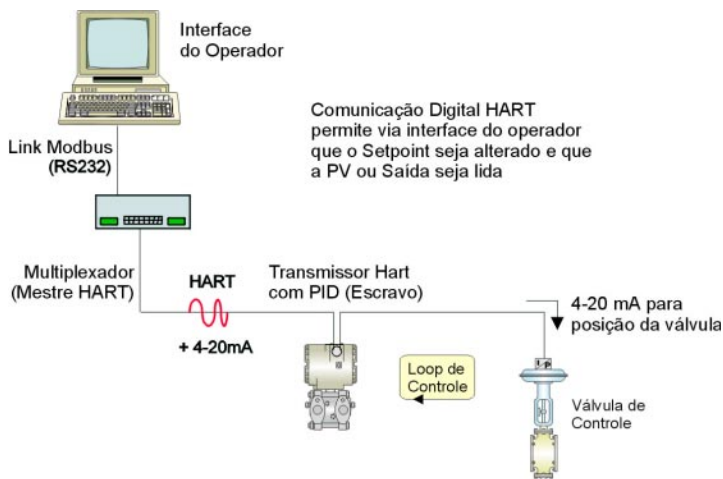 Interface
do Operador
Comunicação Digital HART
permite via interface do operador
que o Setpoint seja alterado e que
a PV ou Saída seja lida
Link Modbus
(RS232)
Multiplexador
(Mestre HART)
HART
+ 4-20mA
Transmissor Hart
com PID (Escravo)
4-20 mA para
posição da válvula
I/p
Loop de
Controle
Válvula de
Controle